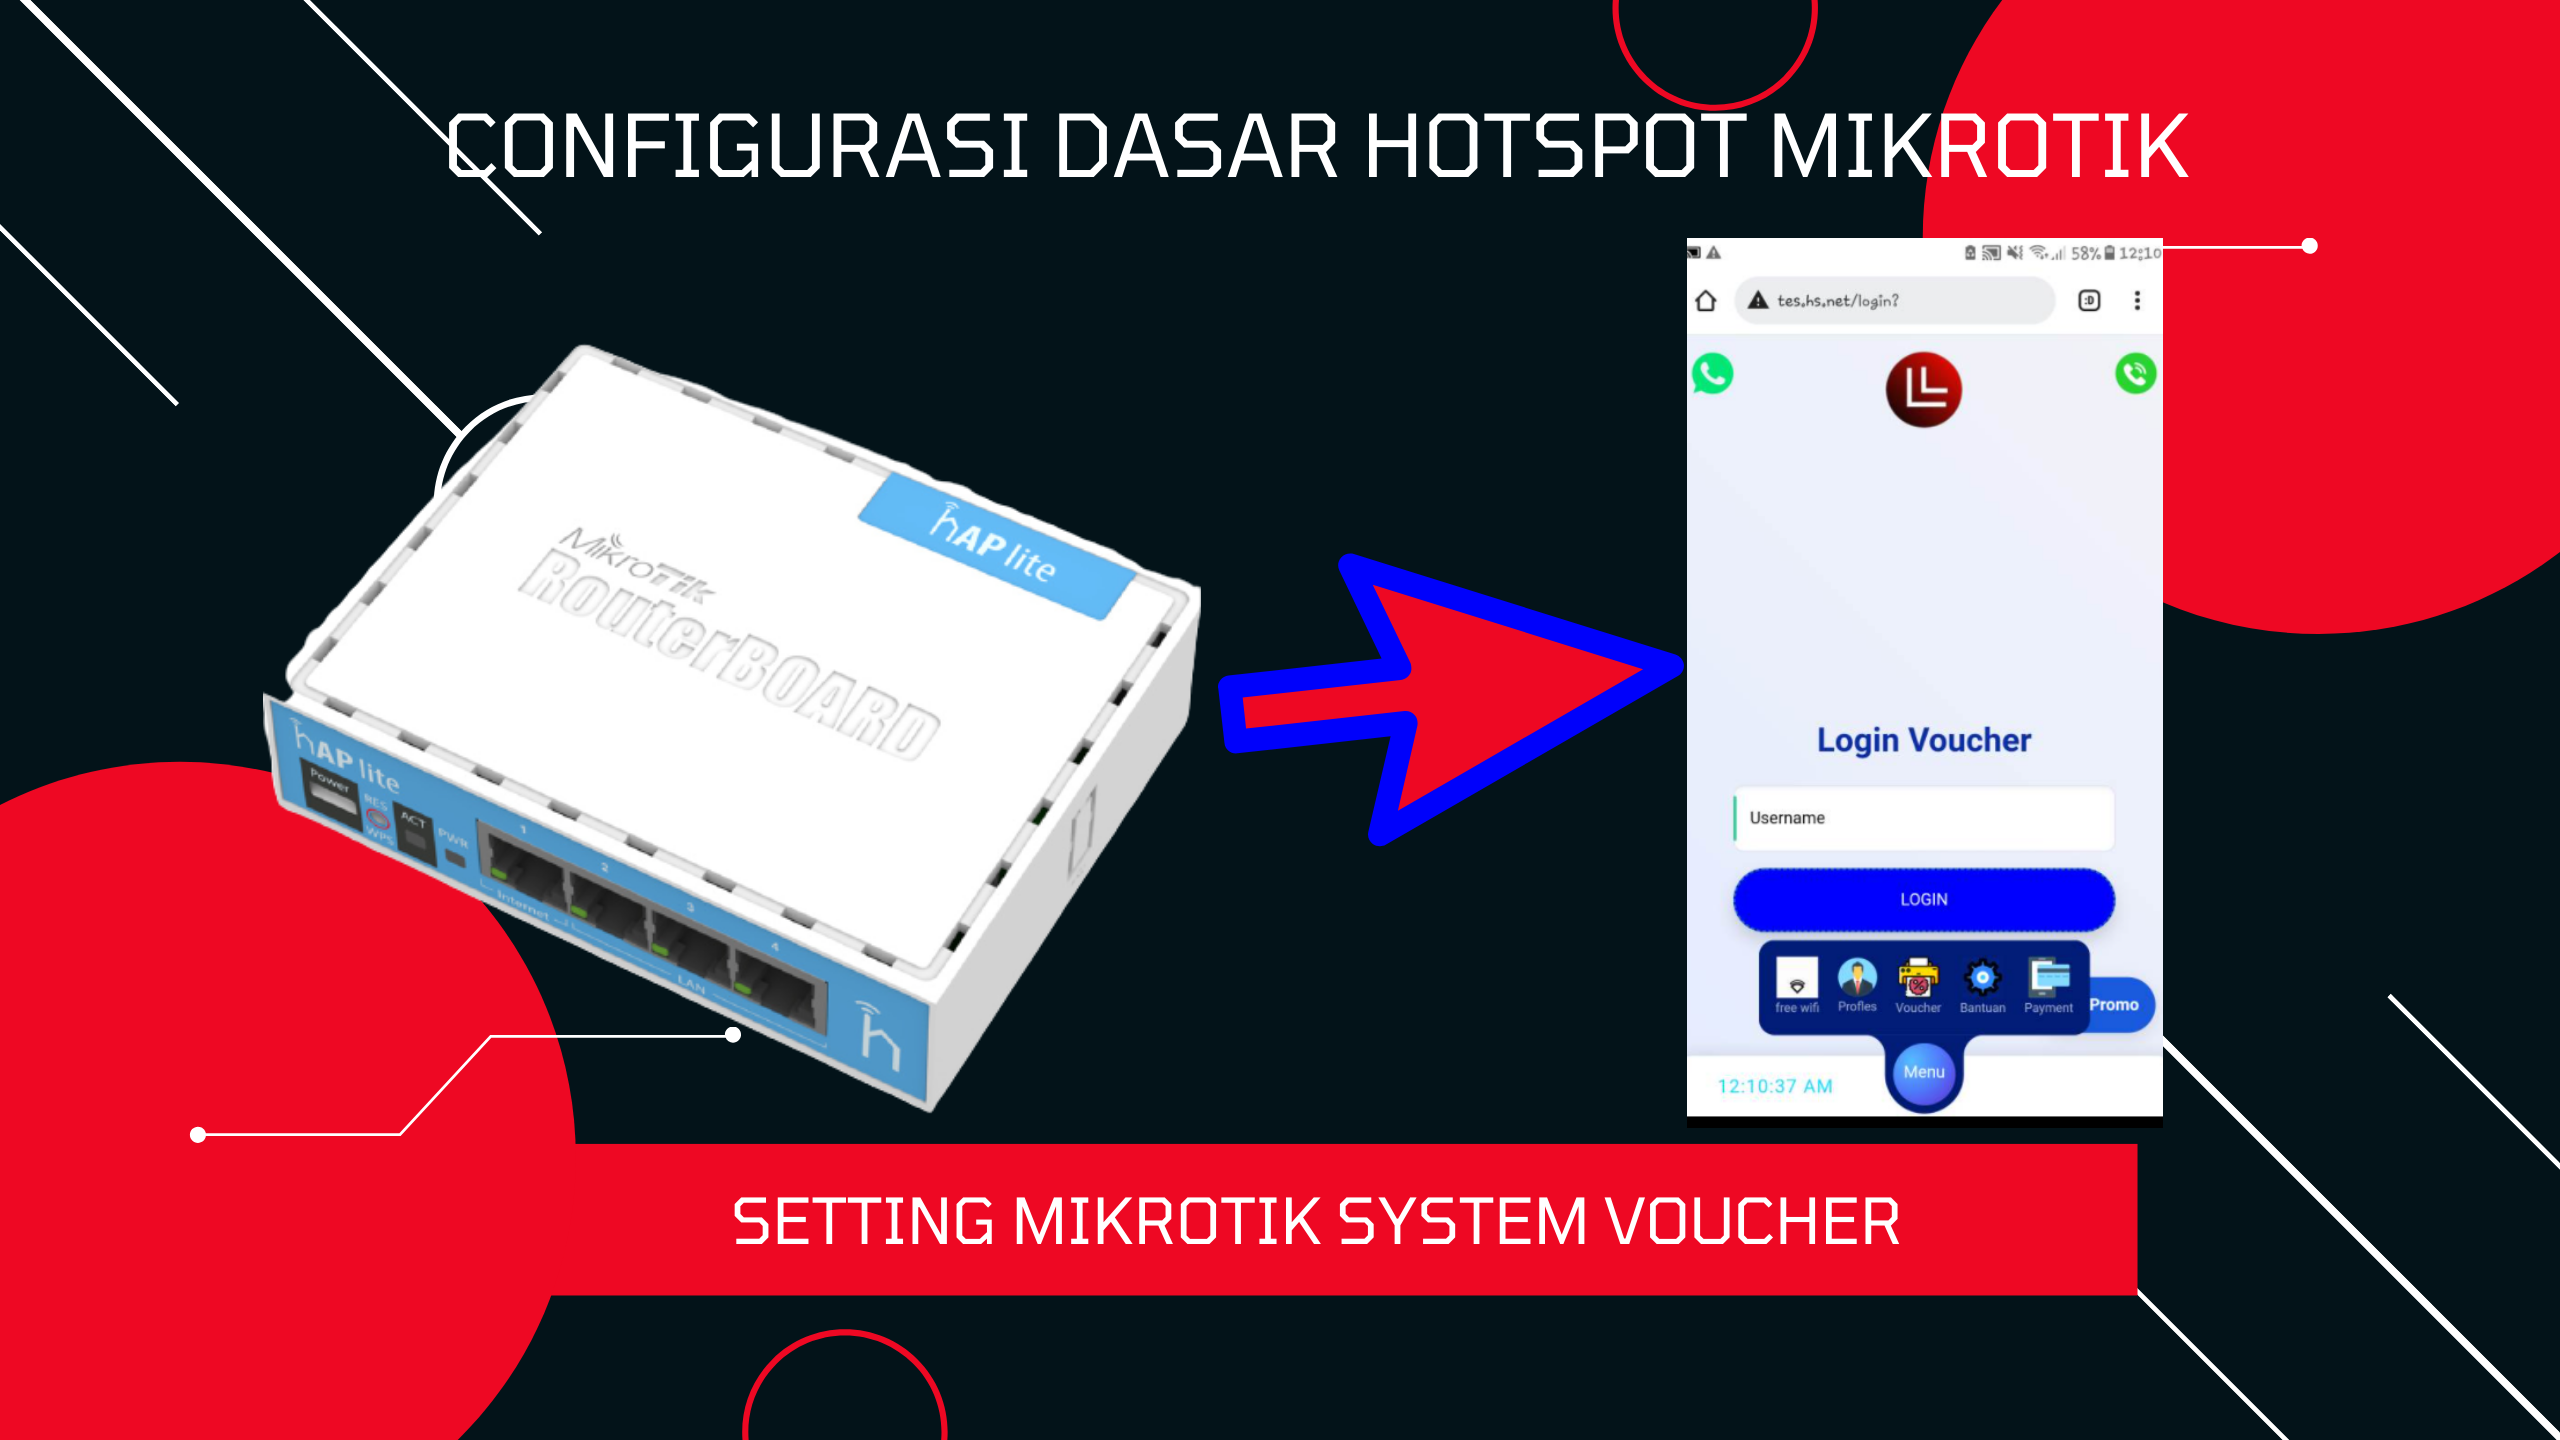 CONFIGURASI DASAR HOTSPOT MIKROTIK
58% 12:10
tes.hs.net/login?
:D
hAP lite
MikroTik
RouterBOARD
hAP lite
Power
RES
WPS
ACT
PWR
1
2
3
4
Internet
LAN
Login Voucher
Username
LOGIN
free wifi
Profles
Voucher
Bantuan
Payment
Promo
Menu
12:10:37 AM
SETTING MIKROTIK SYSTEM VOUCHER